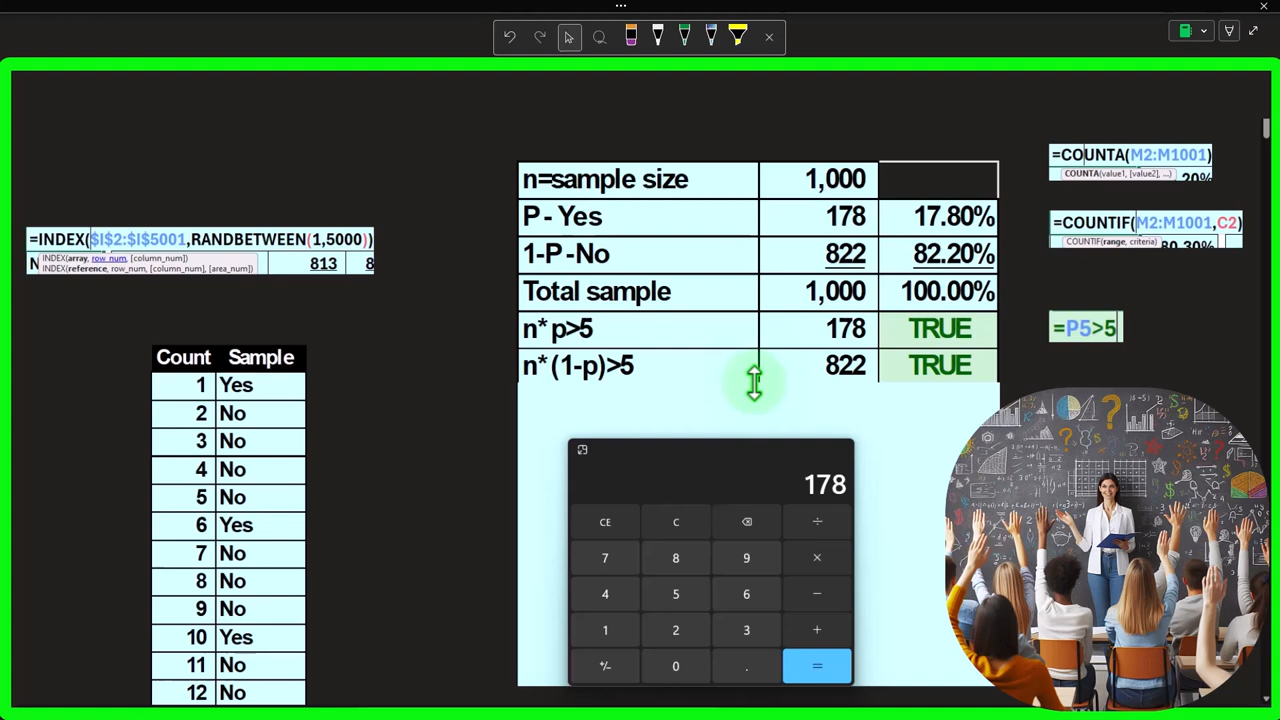 =INDEX($I$2:$I$5001,RANDBETWEEN(1,5000))
INDEX(array, row_num, [column_num])
INDEX(reference, row_num, [column_num], [area_num])
813
Count Sample
1 Yes
2 No
3 No
4 No
5 No
6 Yes
7 No
8 No
9 No
10 Yes
11 No
12 No
n=sample size 1,000
P - Yes 178 17.80%
1-P -No 822 82.20%
Total sample 1,000 100.00%
n* p>5 178 TRUE
n* (1-p)>5 822 TRUE
178
CE C ÷
7 8 9 ×
4 5 6 −
1 2 3 +
+/- 0 . =
=COUNTA(M2:M1001)
COUNTA(value1, [value2], ...)
20%
=COUNTIF(M2:M1001,C2)
COUNTIF(range, criteria)
80.30%
=P5>5